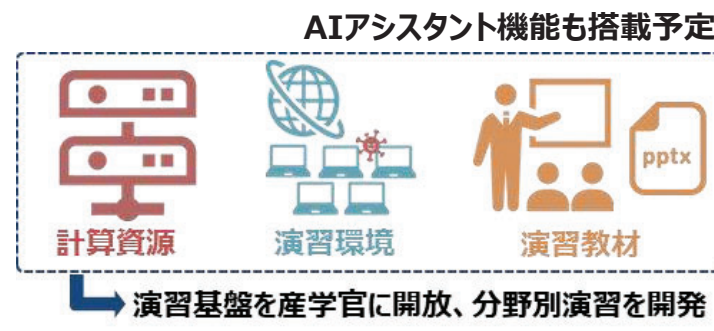 AIアシスタント機能も搭載予定
pptx
計算資源
演習環境
演習教材
演習基盤を産学官に開放、分野別演習を開発